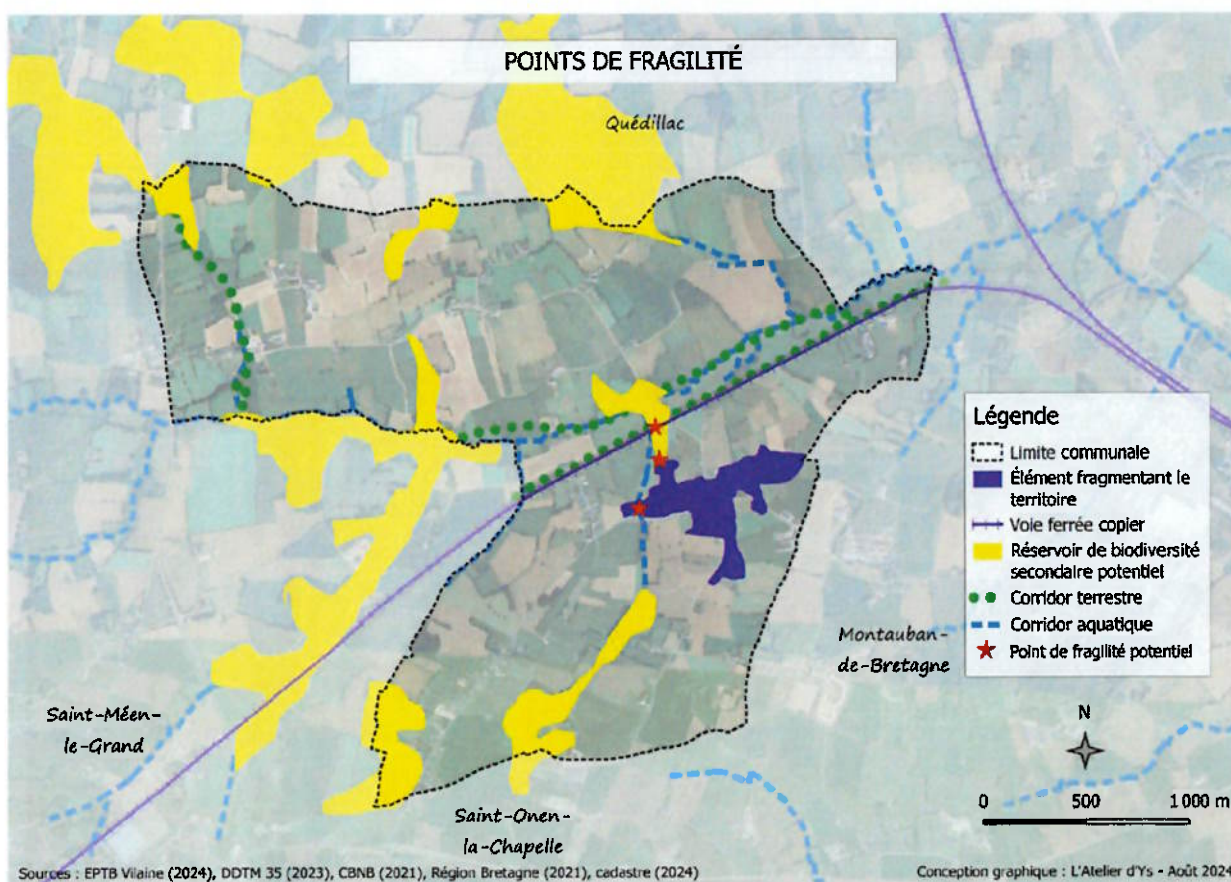 POINTS DE FRAGILITÉ
Quédillac
Légende
Limite communale
Élément fragmentant le
territoire
Voie ferrée copier
Réservoir de biodiversité
secondaire potentiel
Corridor terrestre
Corridor aquatique
Point de fragilité potentiel
Montauban-
de-Bretagne
Saint-Méen-
le-Grand
N
0 500 1 000 m
Saint-Onen-
la-Chapelle
Sources : EPTB Vilaine (2024), DDTM 35 (2023), CBNB (2021), Région Bretagne (2021), cadastre (2024)
Conception graphique : L'Atelier d'Ys - Août 2024